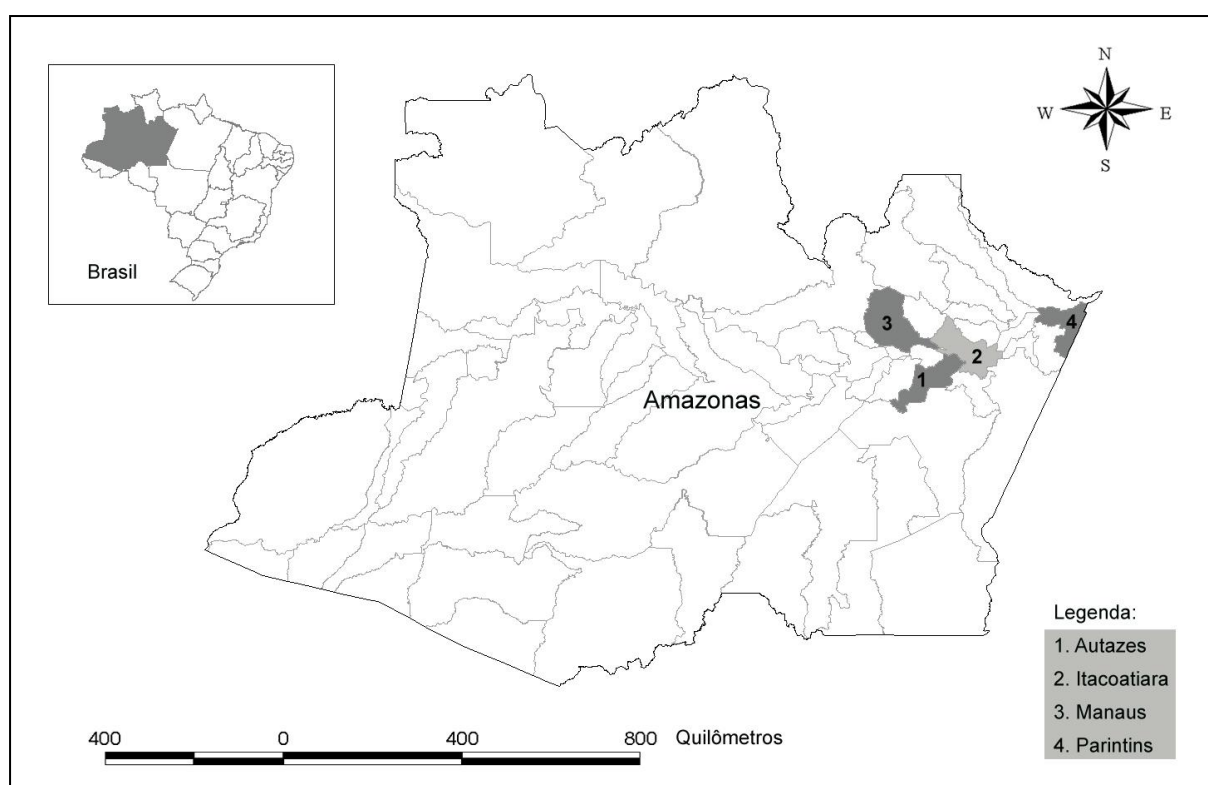 N
W E
S
Brasil
3
4
2
1
Amazonas
Legenda:
1. Autazes
2. Itacoatiara
3. Manaus
4. Parintins
400 0 400 800 Quilômetros